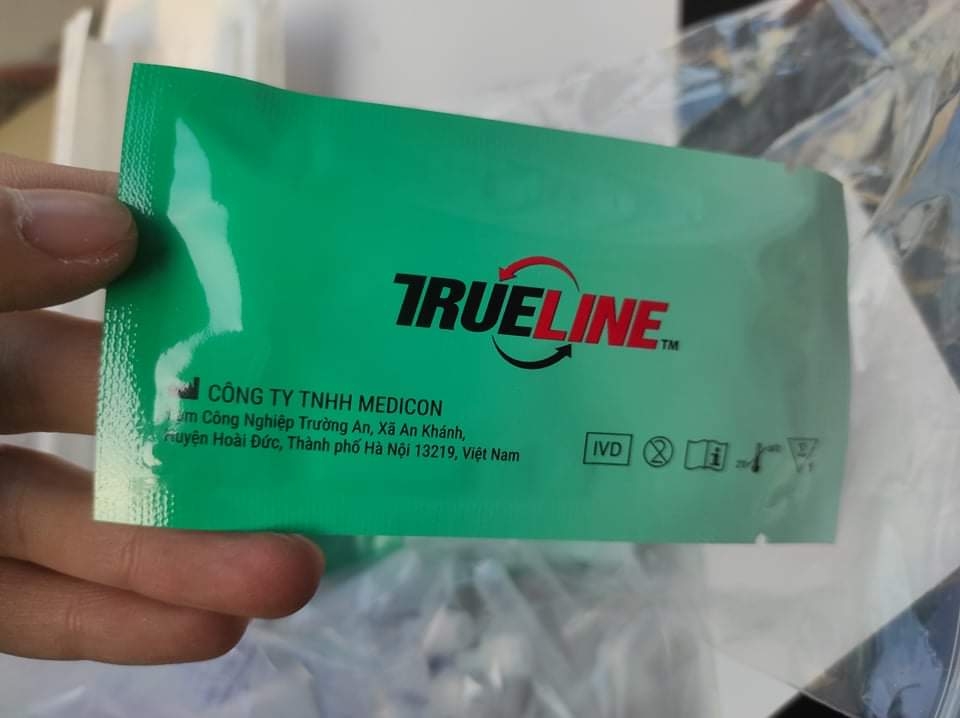 TRUELINE™
CÔNG TY TNHH MEDICON
Công Nghiệp Trường An, Xã An Khánh,
Huyện Hoài Đức, Thành phố Hà Nội 13219, Việt Nam
IVD
2
i